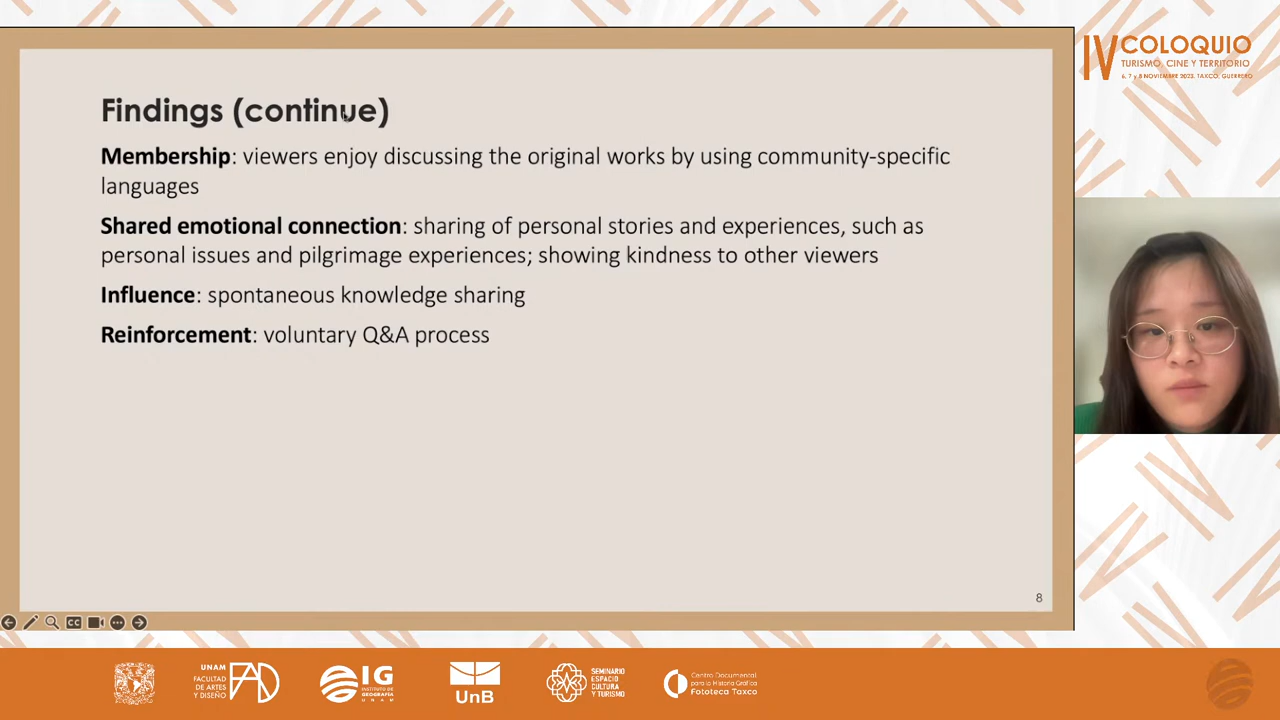 Findings (continue)
Membership: viewers enjoy discussing the original works by using community-specific
languages
Shared emotional connection: sharing of personal stories and experiences, such as
personal issues and pilgrimage experiences; showing kindness to other viewers
Influence: spontaneous knowledge sharing
Reinforcement: voluntary Q&A process
8
CC
IV COLOQUIO
TURISMO, CINE Y TERRITORIO
6, 7 y 8 NOVIEMBRE 2023. TAXCO, GUERRERO
UNAM
FACULTAD
DE ARTES
Y DISEÑO
FAD
IG
INSTITUTO DE
GEOGRAFÍA
UNAM
UnB
SEMINARIO
ESPACIO
CULTURA
Y TURISMO
Centro Documental
para la Historia Gráfica
Fototeca Taxco